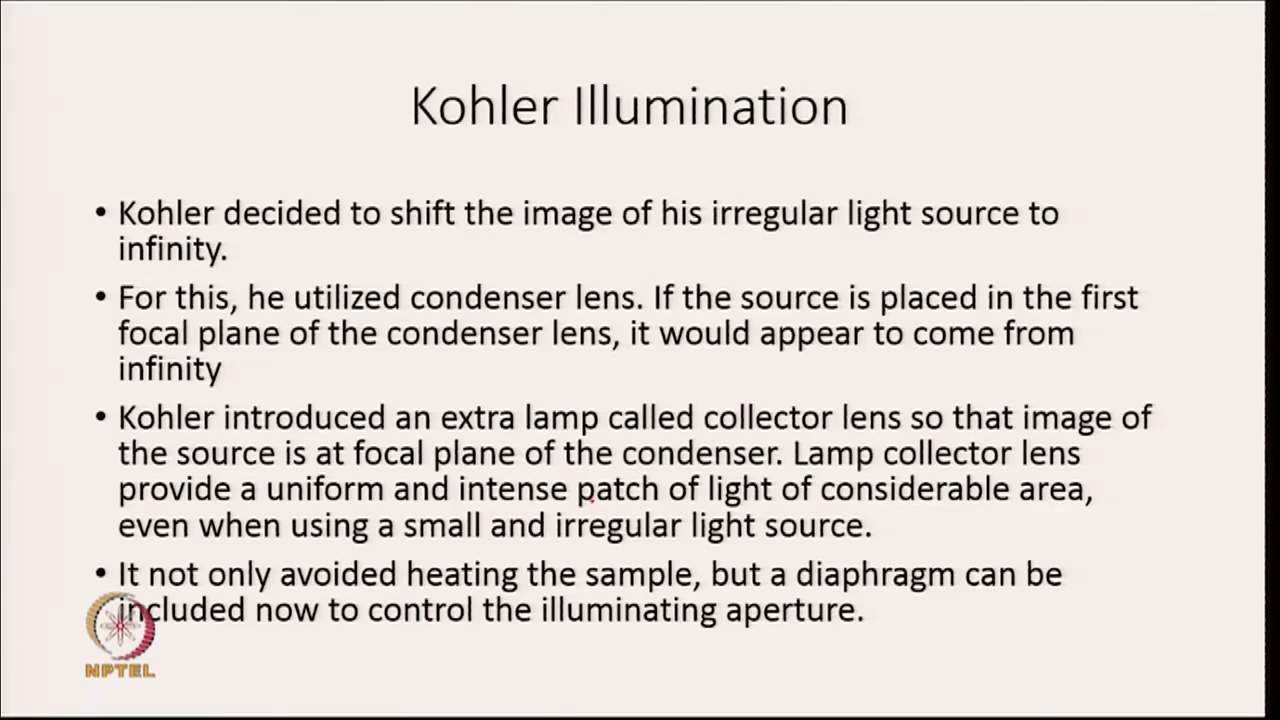 Kohler Illumination
• Kohler decided to shift the image of his irregular light source to
infinity.
• For this, he utilized condenser lens. If the source is placed in the first
focal plane of the condenser lens, it would appear to come from
infinity
• Kohler introduced an extra lamp called collector lens so that image of
the source is at focal plane of the condenser. Lamp collector lens
provide a uniform and intense patch of light of considerable area,
even when using a small and irregular light source.
• It not only avoided heating the sample, but a diaphragm can be
included now to control the illuminating aperture.
NPTEL